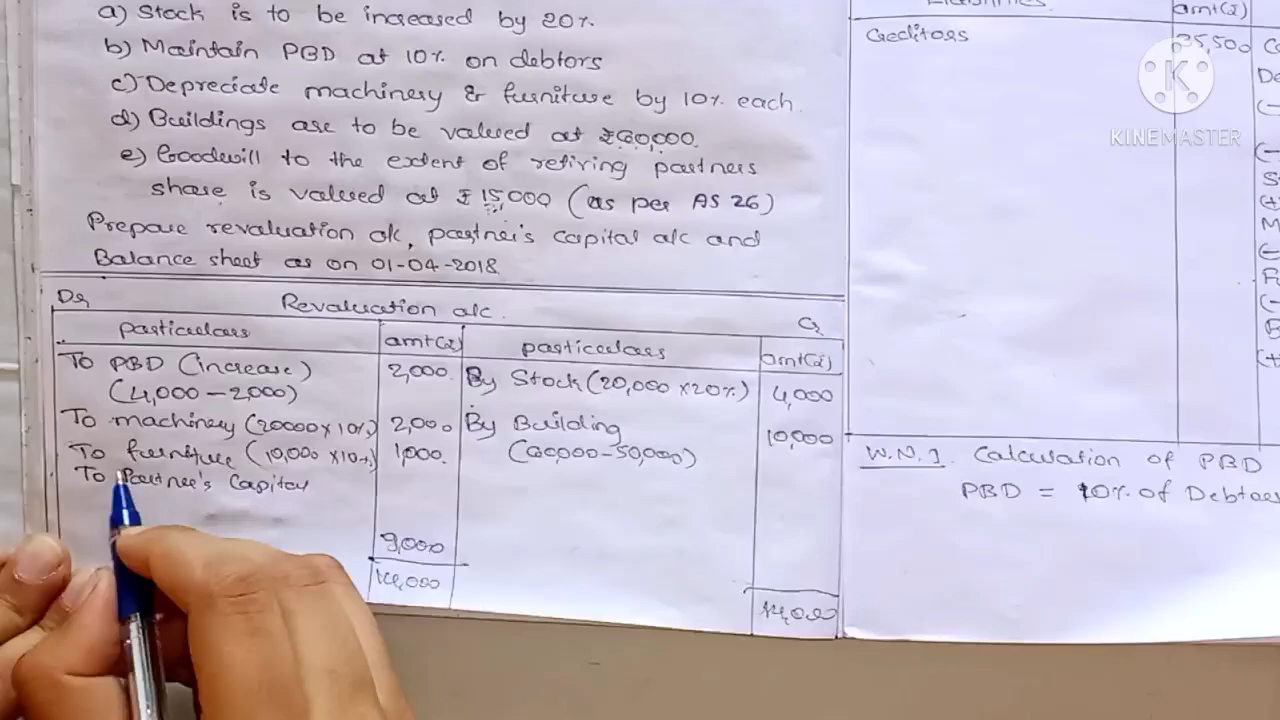 a) Stock is to be increased by 20%.
b) Maintain PBD at 10% on debtors
c) Depreciate machinery & furniture by 10% each.
d) Buildings are to be valued at ₹60,000.
e) Goodwill to the extent of retiring partners
share is valued at ₹ 15,000 (as per AS 26)
Prepare revaluation a/c, partner's capital a/c and
Balance sheet as on 01-04-2018
Dr Revaluation a/c. Cr
particulars amt(₹) particulars amt(₹)
To PBD (increase) 2,000. By Stock (20,000 x 20%) 4,000
(4,000 - 2,000)
To machinery (20000 x 10%) 2,000 By Building 10,000
To furniture (10,000 x 10%) 1,000. (60,000 - 50,000)
To Partner's Capital
9,000
14,000 14,000
amt(₹)
Creditors 35,500
W.N.1. Calculation of PBD
PBD = 10% of Debtors
K
KINEMASTER